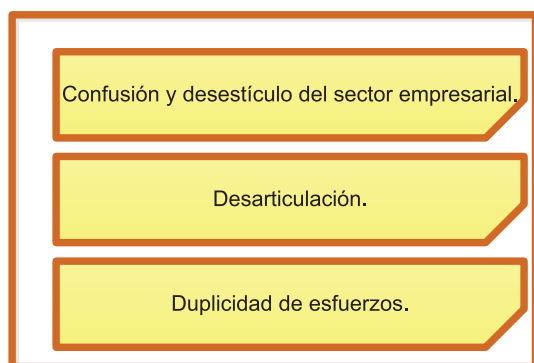 Confusión y desestículo del sector empresarial.
Desarticulación.
Duplicidad de esfuerzos.